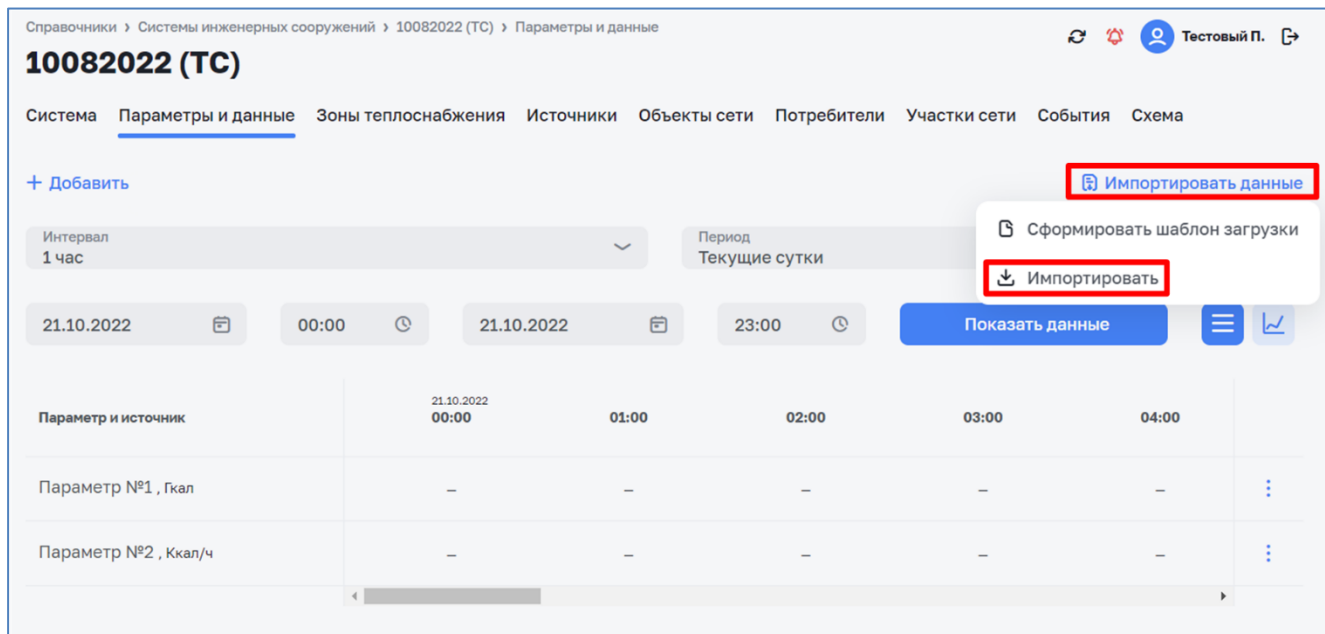 Справочники › Системы инженерных сооружений › 10082022 (ТС) › Параметры и данные
Тестовый П.
10082022 (ТС)
Система Параметры и данные Зоны теплоснабжения Источники Объекты сети Потребители Участки сети События Схема
+ Добавить
Импортировать данные
Сформировать шаблон загрузки
Импортировать
Интервал
1 час
Период
Текущие сутки
21.10.2022 00:00 21.10.2022 23:00 Показать данные
Параметр и источник
21.10.2022
00:00 01:00 02:00 03:00 04:00
Параметр №1 , Гкал – – – – –
Параметр №2 , Ккал/ч – – – – –